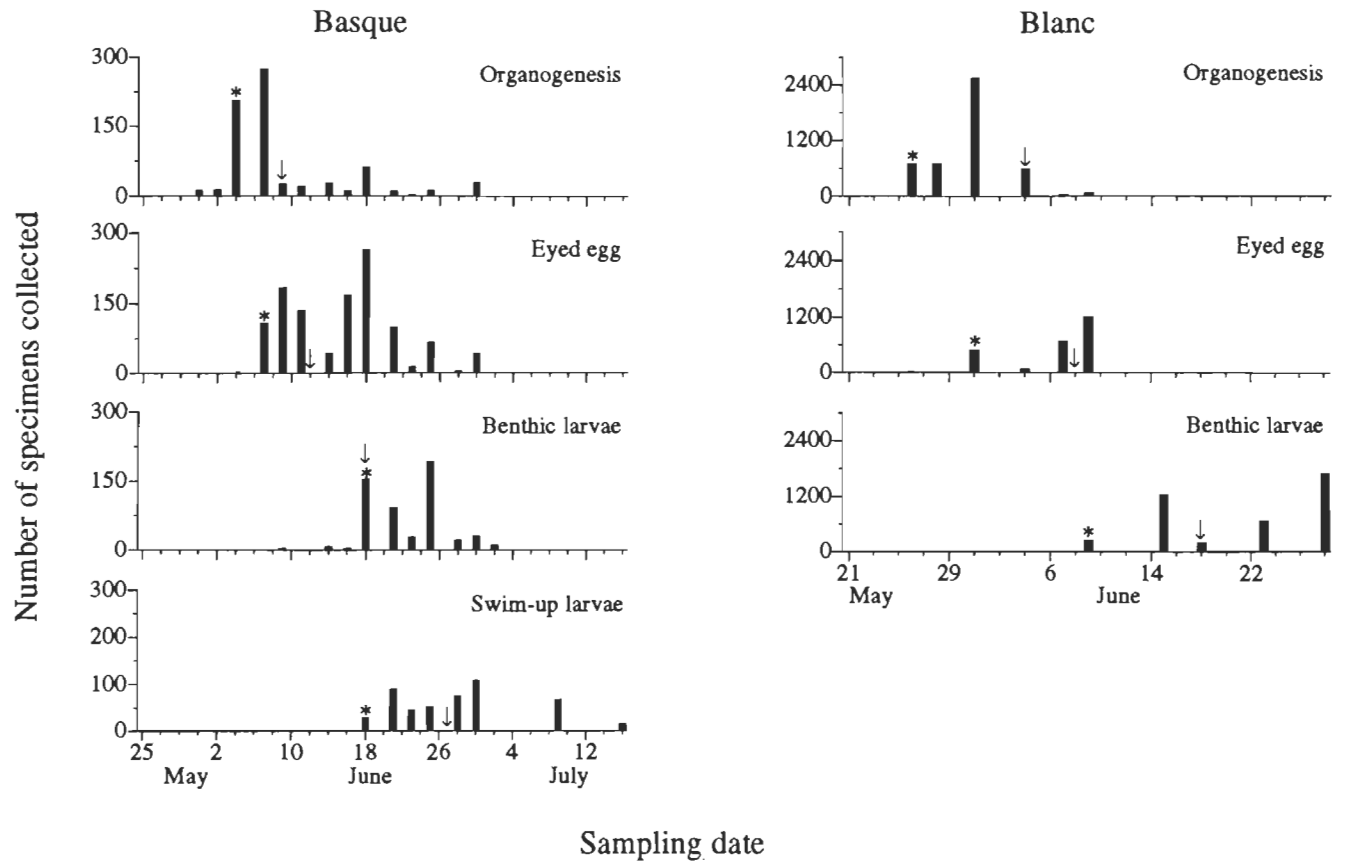 Basque
Blanc
Number of specimens collected
300
150
0
Organogenesis
*
↓
300
150
0
Eyed egg
*
↓
300
150
0
Benthic larvae
↓
*
300
200
100
0
Swim-up larvae
*
↓
25 2 10 18 26 4 12
May June July
2400
1200
0
Organogenesis
*
↓
2400
1200
0
Eyed egg
*
↓
2400
1200
0
Benthic larvae
*
↓
21 29 6 14 22
May June
Sampling date